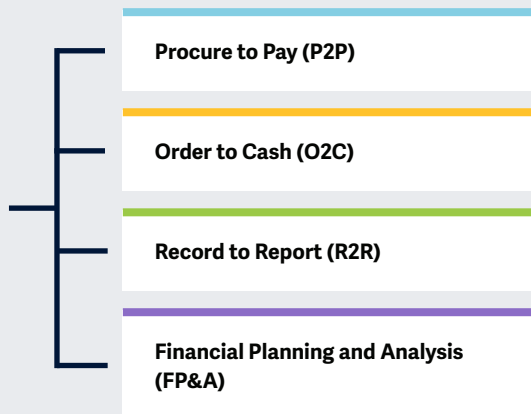 Procure to Pay (P2P)
Order to Cash (O2C)
Record to Report (R2R)
Financial Planning and Analysis
(FP&A)